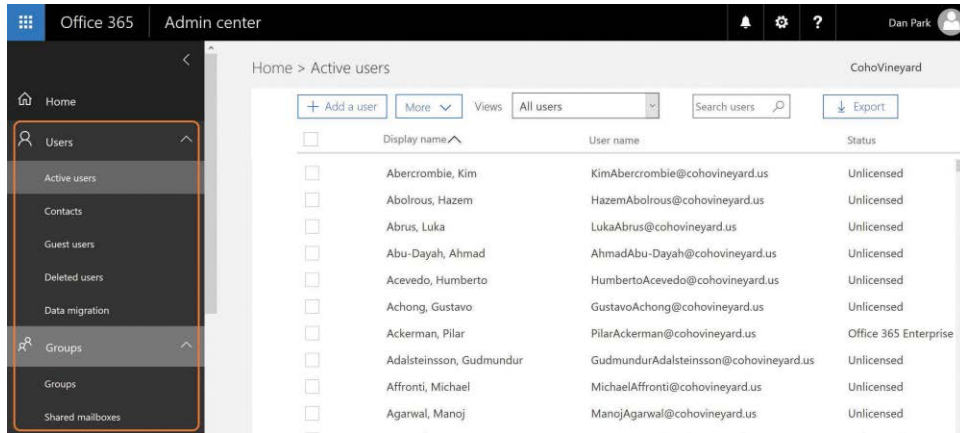 Office 365 Admin center Dan Park
Home > Active users CohoVineyard
Home
Users
Active users
Contacts
Guest users
Deleted users
Data migration
Groups
Groups
Shared mailboxes
+ Add a user More Views All users Search users Export
Display name User name Status
Abercrombie, Kim KimAbercrombie@cohovineyard.us Unlicensed
Abolrous, Hazem HazemAbolrous@cohovineyard.us Unlicensed
Abrus, Luka LukaAbrus@cohovineyard.us Unlicensed
Abu-Dayah, Ahmad AhmadAbu-Dayah@cohovineyard.us Unlicensed
Acevedo, Humberto HumbertoAcevedo@cohovineyard.us Unlicensed
Achong, Gustavo GustavoAchong@cohovineyard.us Unlicensed
Ackerman, Pilar PilarAckerman@cohovineyard.us Office 365 Enterprise
Adalsteinsson, Gudmundur GudmundurAdalsteinsson@cohovineyard.us Unlicensed
Affronti, Michael MichaelAffronti@cohovineyard.us Unlicensed
Agarwal, Manoj ManojAgarwal@cohovineyard.us Unlicensed